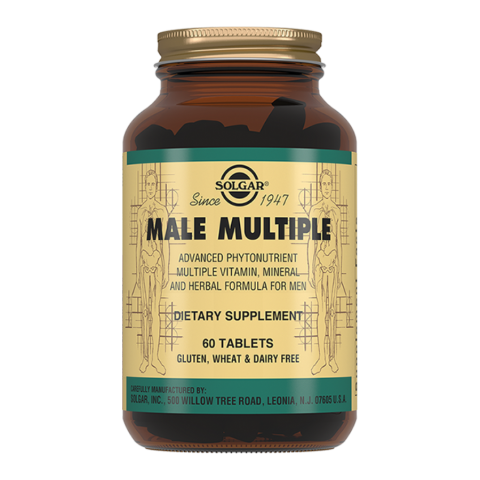 SOLGAR®
Since 1947
MALE MULTIPLE
ADVANCED PHYTONUTRIENT
MULTIPLE VITAMIN, MINERAL
AND HERBAL FORMULA FOR MEN
DIETARY SUPPLEMENT
60 TABLETS
GLUTEN, WHEAT & DAIRY FREE
CAREFULLY MANUFACTURED BY:
SOLGAR, INC., 500 WILLOW TREE ROAD, LEONIA, N.J. 07605 U.S.A.